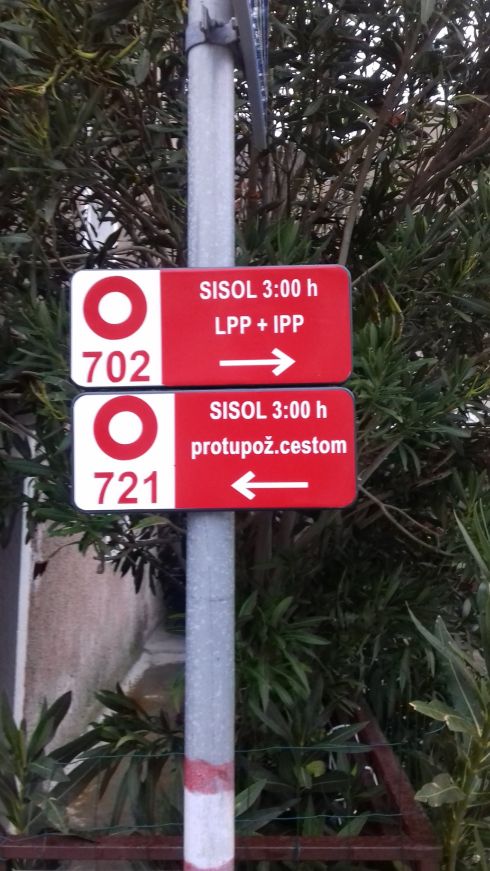 SISOL 3:00 h
LPP + IPP
702
SISOL 3:00 h
protupož.cestom
721